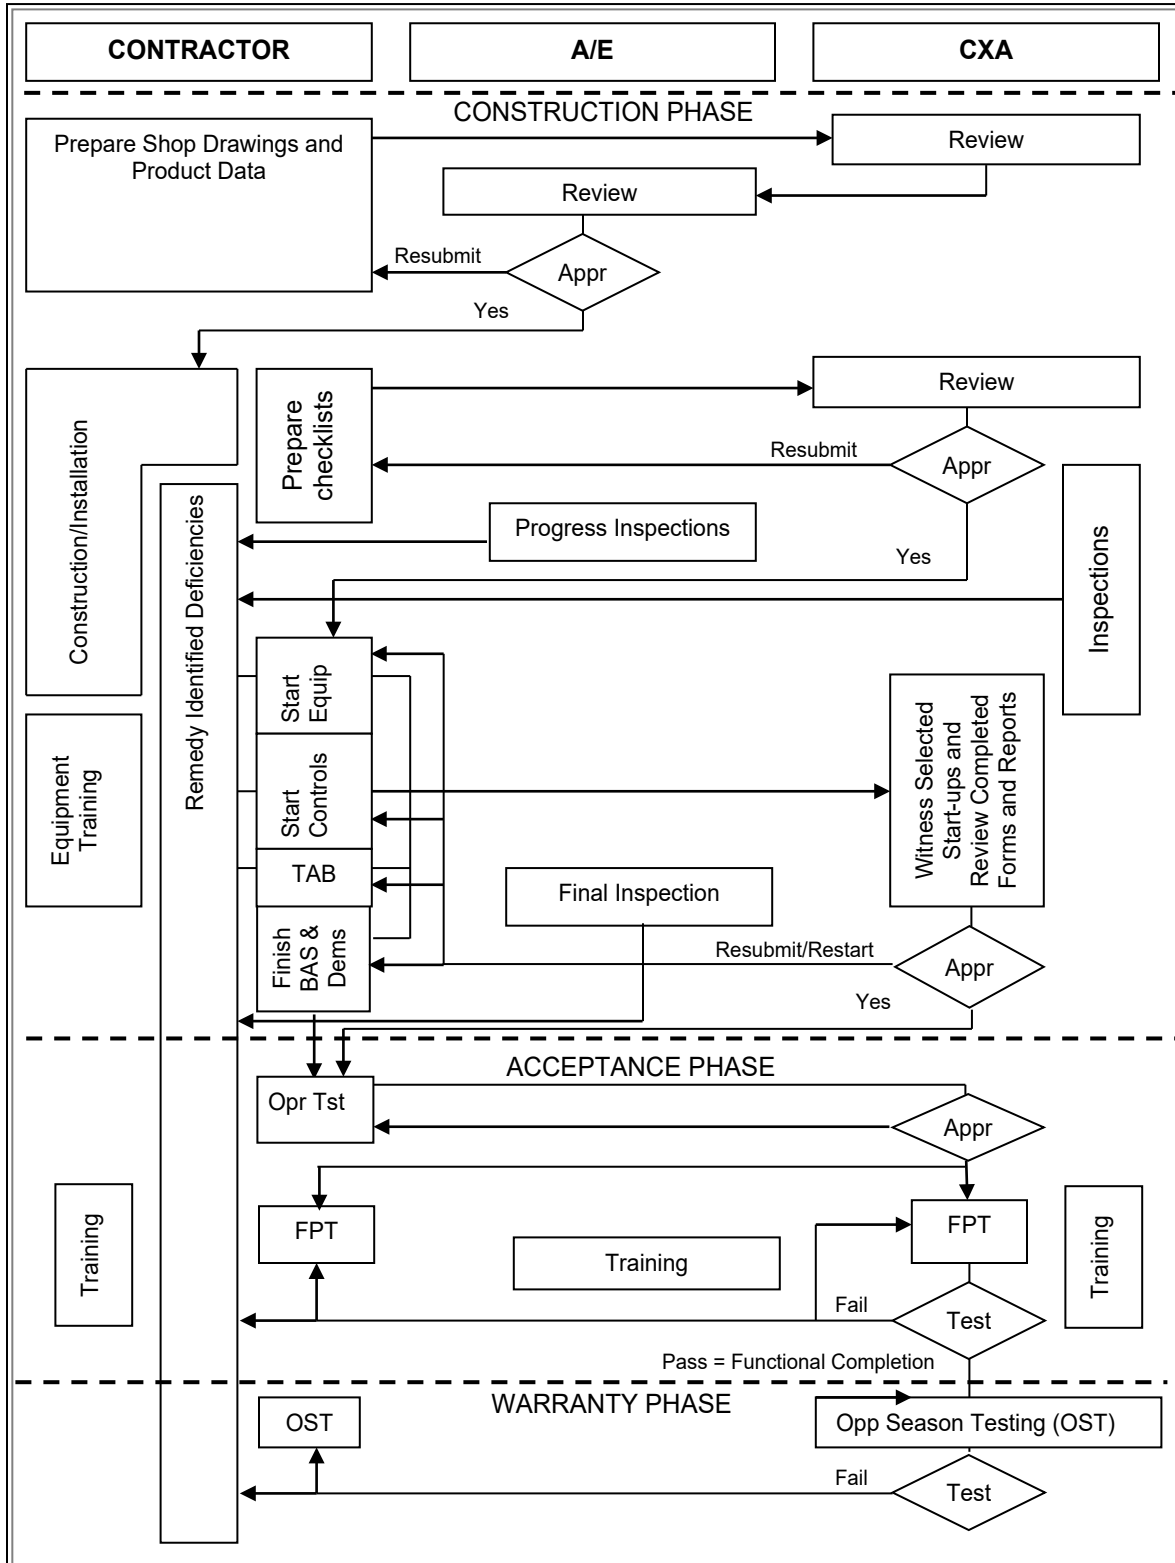 CONTRACTOR
A/E
CXA
CONSTRUCTION PHASE
Prepare Shop Drawings and
Product Data
Review
Review
Resubmit
Appr
Yes
Construction/Installation
Prepare
checklists
Review
Resubmit
Appr
Remedy Identified Deficiencies
Progress Inspections
Yes
Inspections
Start
Equip
Equipment
Training
Start
Controls
Witness Selected
Start-ups and
Review Completed
Forms and Reports
TAB
Final Inspection
Finish
BAS &
Dems
Resubmit/Restart
Appr
Yes
ACCEPTANCE PHASE
Opr Tst
Appr
Training
FPT
Training
FPT
Training
Fail
Test
Pass = Functional Completion
WARRANTY PHASE
OST
Opp Season Testing (OST)
Fail
Test